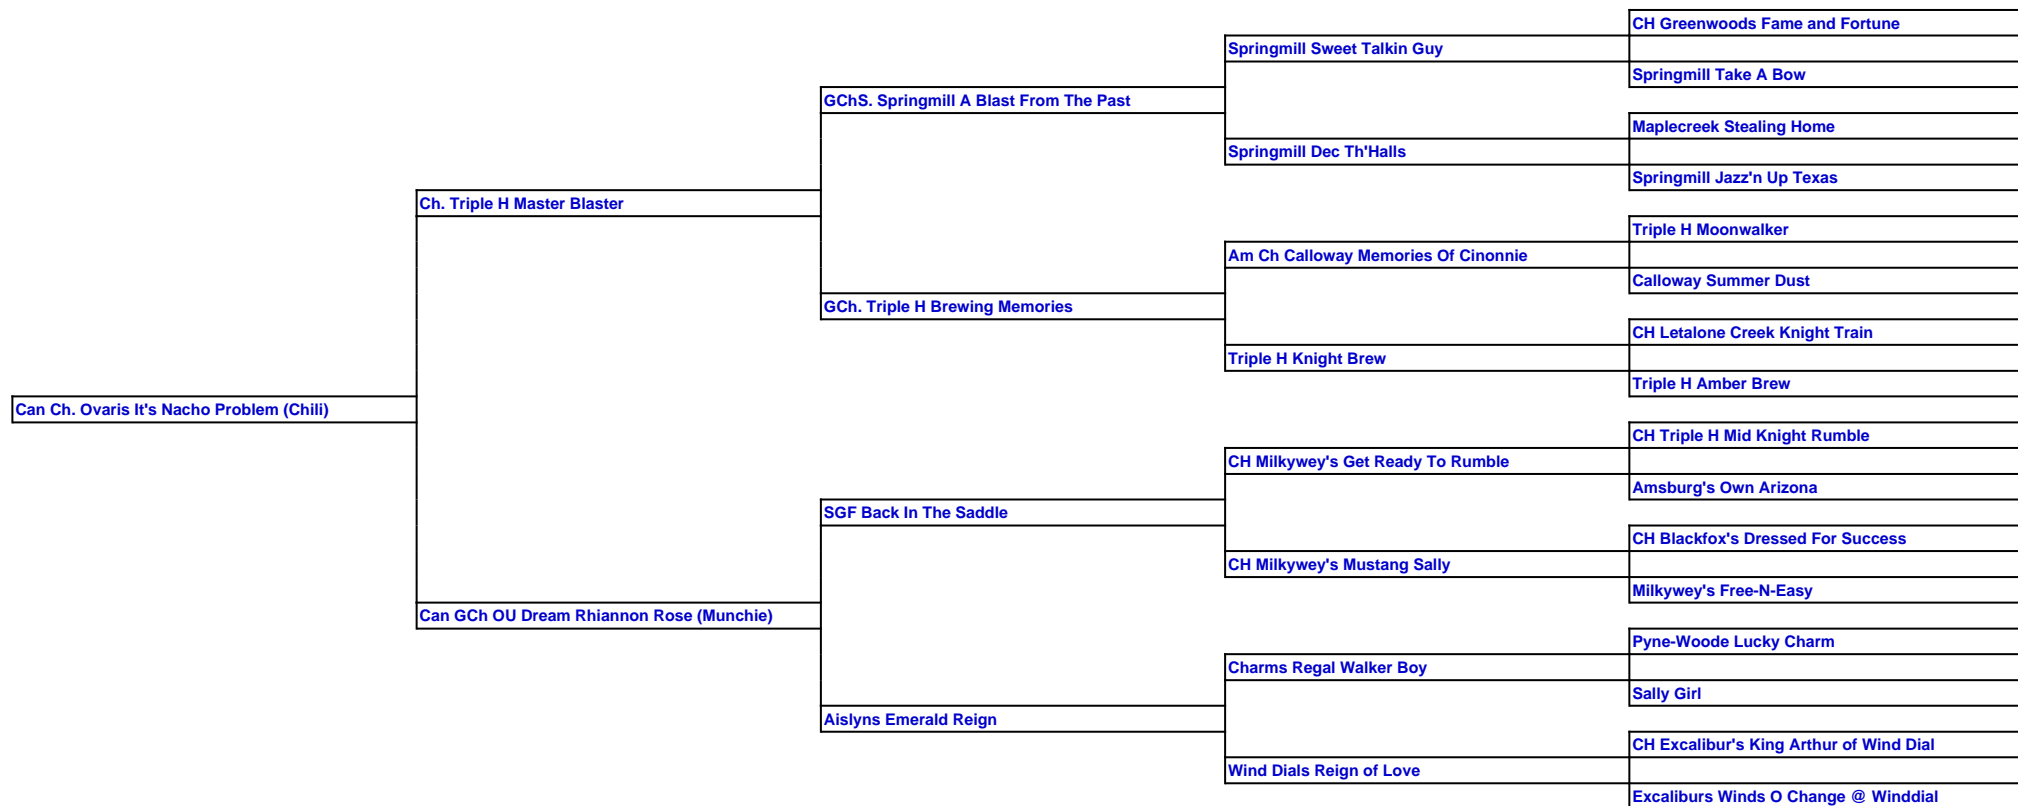 CH Greenwoods Fame and Fortune
Springmill Sweet Talkin Guy
Springmill Take A Bow
GChS. Springmill A Blast From The Past
Maplecreek Stealing Home
Springmill Dec Th'Halls
Springmill Jazz'n Up Texas
Ch. Triple H Master Blaster
Triple H Moonwalker
Am Ch Calloway Memories Of Cinonnie
Calloway Summer Dust
GCh. Triple H Brewing Memories
CH Letalone Creek Knight Train
Triple H Knight Brew
Triple H Amber Brew
Can Ch. Ovaris It's Nacho Problem (Chili)
CH Triple H Mid Knight Rumble
CH Milkywey's Get Ready To Rumble
Amsburg's Own Arizona
SGF Back In The Saddle
CH Blackfox's Dressed For Success
CH Milkywey's Mustang Sally
Milkywey's Free-N-Easy
Can GCh OU Dream Rhiannon Rose (Munchie)
Pyne-Woode Lucky Charm
Charms Regal Walker Boy
Sally Girl
Aislyns Emerald Reign
CH Excalibur's King Arthur of Wind Dial
Wind Dials Reign of Love
Excaliburs Winds O Change @ Winddial